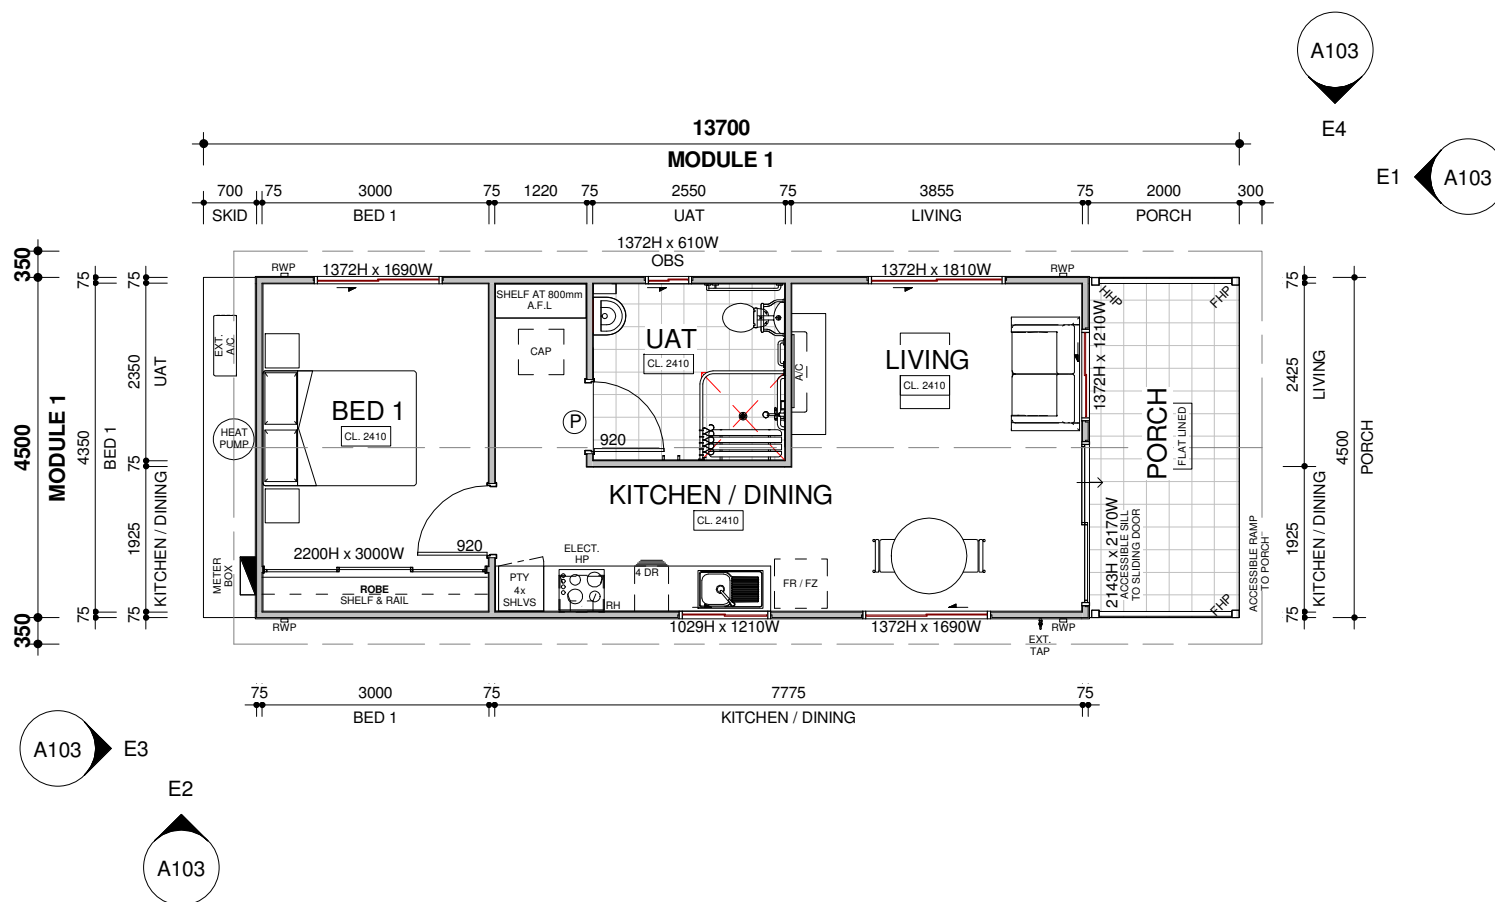 A103
E4
E1
A103
13700
MODULE 1
700 75 3000 75 1220 75 2550 75 3855 75 2000 300
SKID BED 1 UAT LIVING PORCH
1372H x 610W
OBS
RWP
1372H x 1690W
1372H x 1810W
RWP
350
4500
350
MODULE 1
75
4350
75
BED 1
75
2350
75
1925
75
UAT
KITCHEN / DINING
EXT.
A/C.
HEAT
PUMP
METER
BOX
SHELF AT 800mm
A.F.L
CAP
UAT
CL. 2410
LIVING
CL. 2410
A/C
HHP
FHP
1372H x 1210W
BED 1
CL. 2410
P
920
PORCH
FLAT LINED
KITCHEN / DINING
CL. 2410
2200H x 3000W
920
ROBE
SHELF & RAIL
ELECT.
HP
PTY
4x
SHLVS
RH
4 DR
FR / FZ
2143H x 2170W
ACCESSIBLE SILL
TO SLIDING DOOR
ACCESSIBLE RAMP
TO PORCH
FHP
RWP
1029H x 1210W
1372H x 1690W
RWP
EXT.
TAP
75
2425
1925
75
LIVING
KITCHEN / DINING
4500
PORCH
75 3000 75 7775 75
BED 1 KITCHEN / DINING
A103
E3
E2
A103